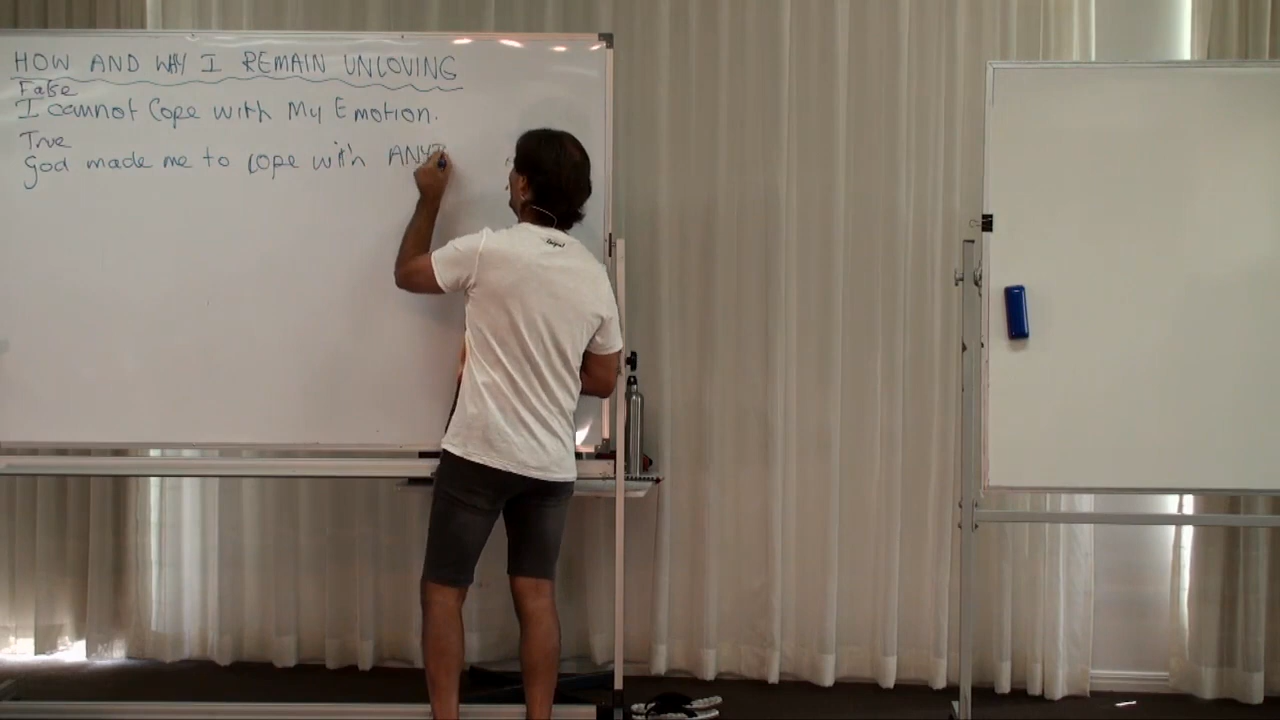 HOW AND WHY I REMAIN UNLOVING
False
I cannot Cope with My Emotion.
True
God made me to cope with ANY